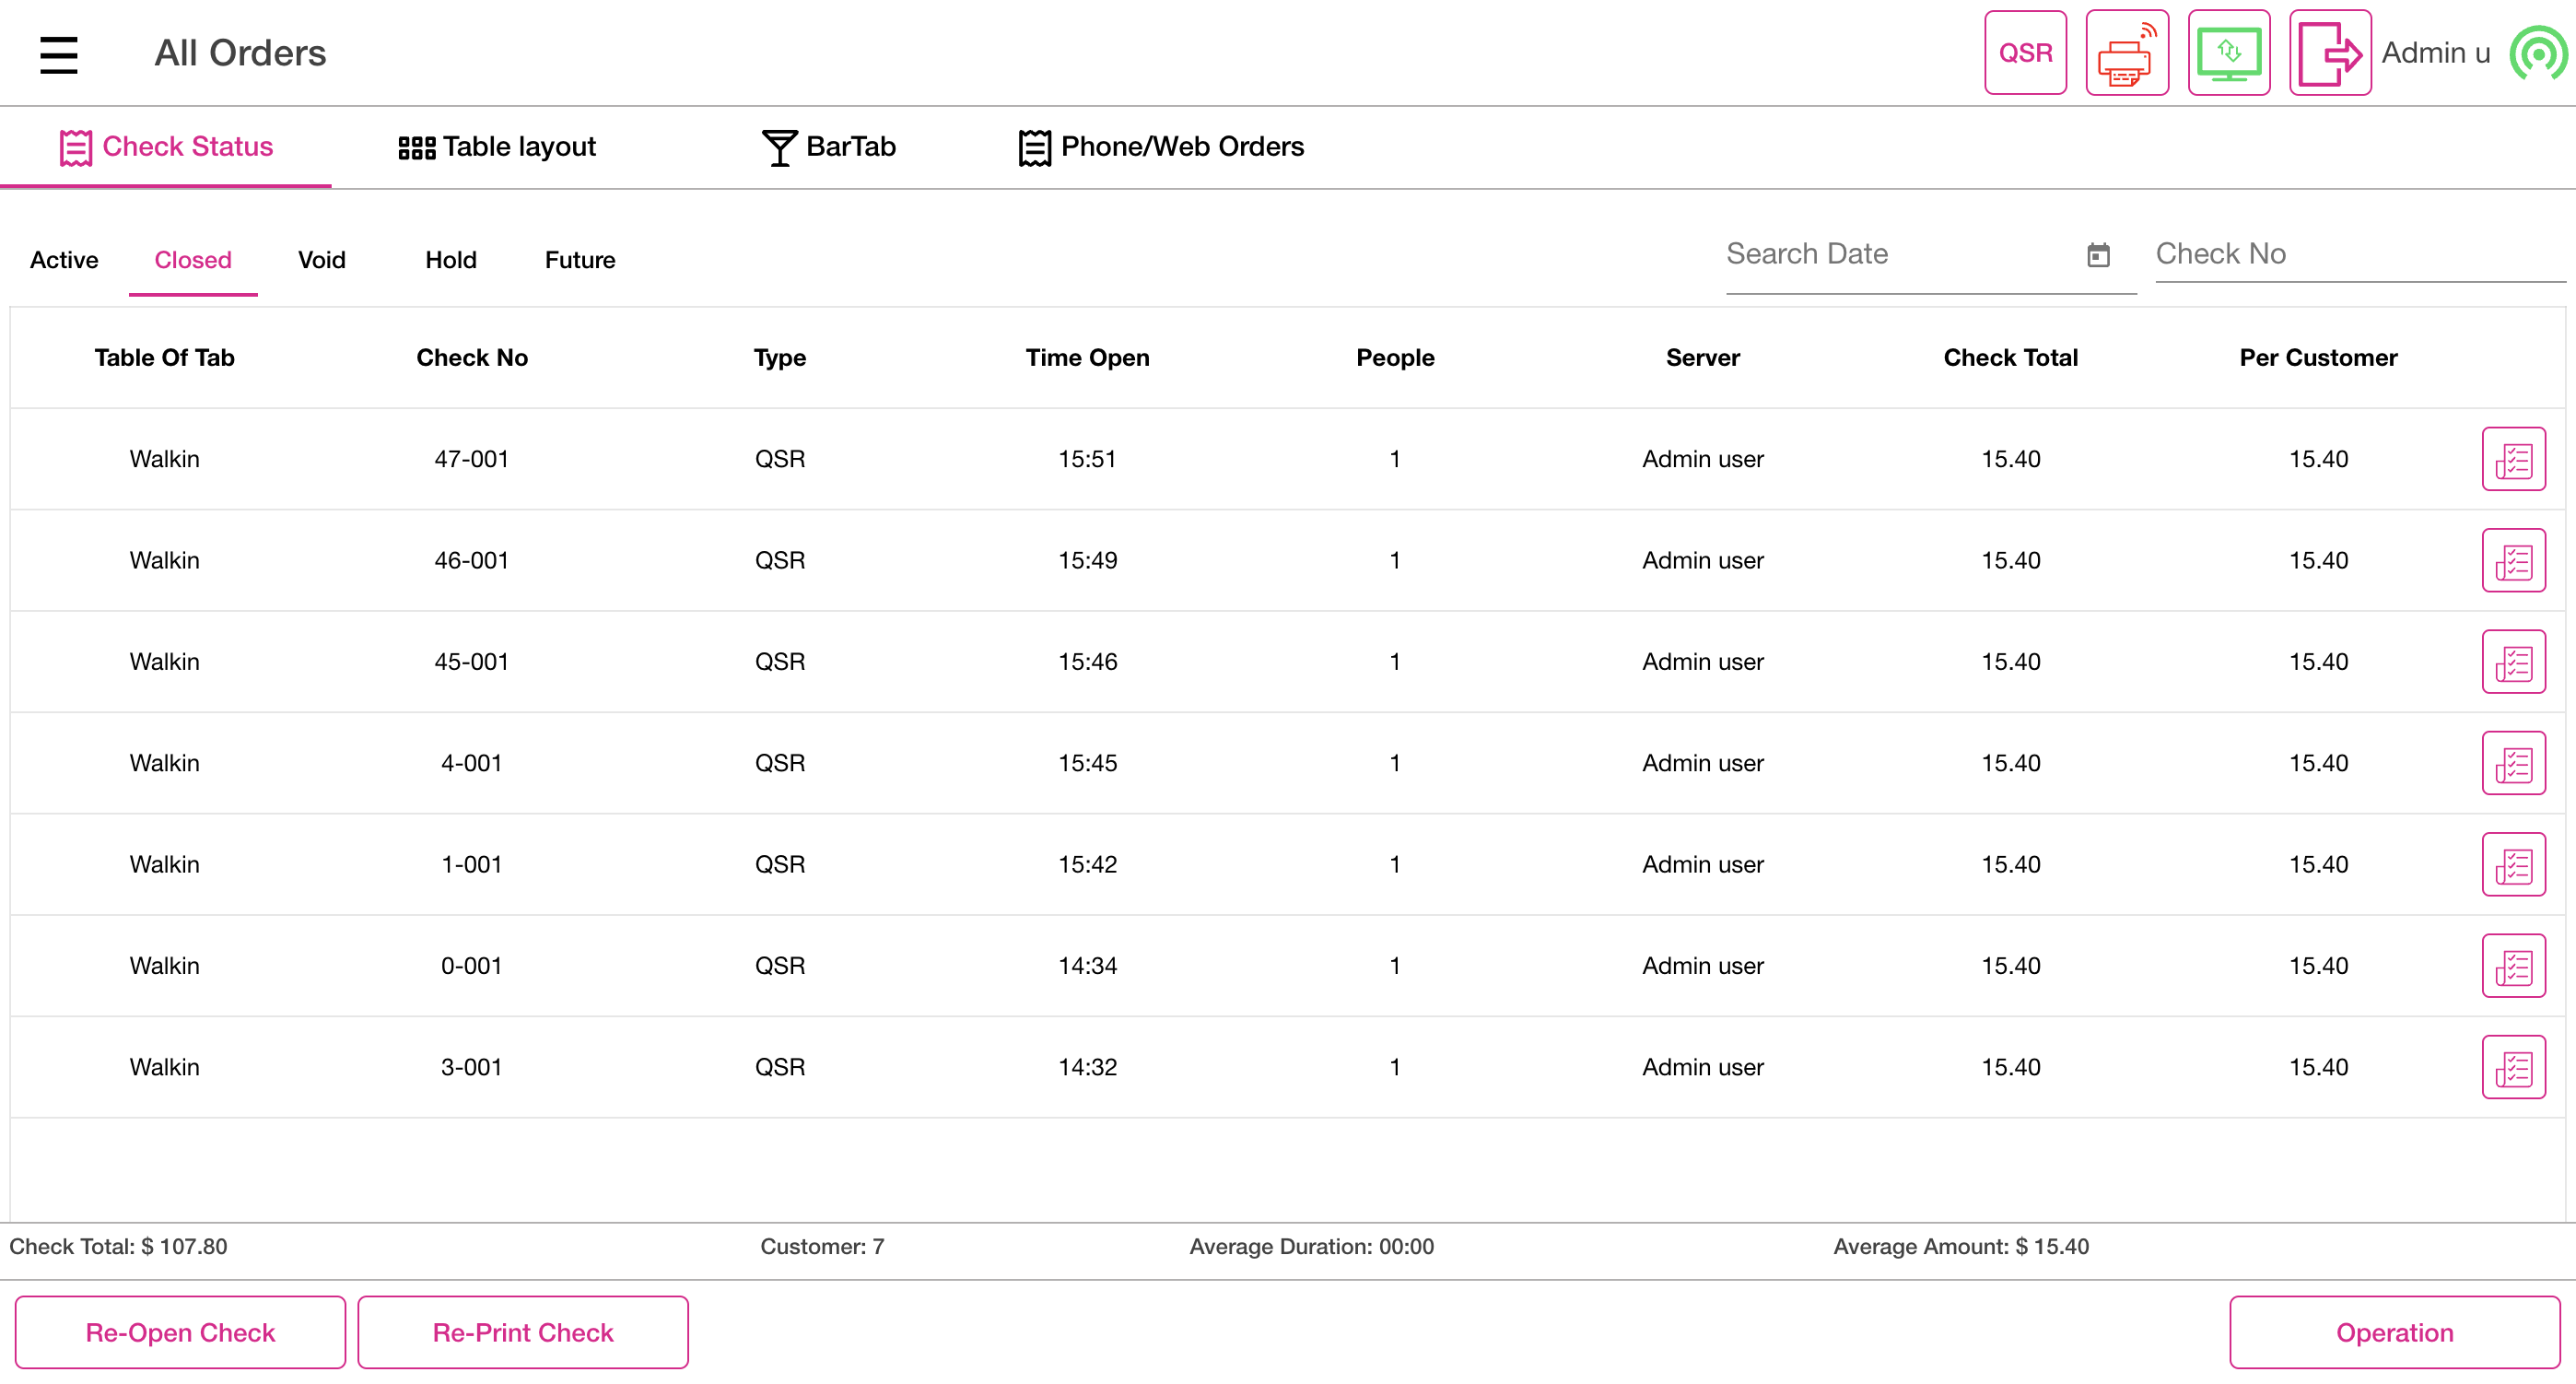 All Orders
QSR
Admin u
Check Status Table layout BarTab Phone/Web Orders
Active Closed Void Hold Future Search Date Check No
Table Of Tab Check No Type Time Open People Server Check Total Per Customer
Walkin 47-001 QSR 15:51 1 Admin user 15.40 15.40
Walkin 46-001 QSR 15:49 1 Admin user 15.40 15.40
Walkin 45-001 QSR 15:46 1 Admin user 15.40 15.40
Walkin 4-001 QSR 15:45 1 Admin user 15.40 15.40
Walkin 1-001 QSR 15:42 1 Admin user 15.40 15.40
Walkin 0-001 QSR 14:34 1 Admin user 15.40 15.40
Walkin 3-001 QSR 14:32 1 Admin user 15.40 15.40
Check Total: $ 107.80 Customer: 7 Average Duration: 00:00 Average Amount: $ 15.40
Re-Open Check Re-Print Check Operation